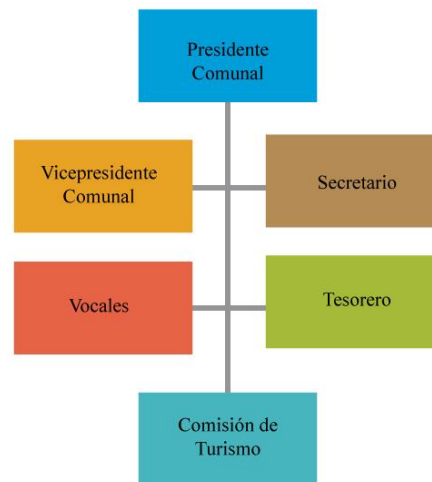 Presidente
Comunal
Vicepresidente
Comunal
Secretario
Vocales
Tesorero
Comisión de
Turismo